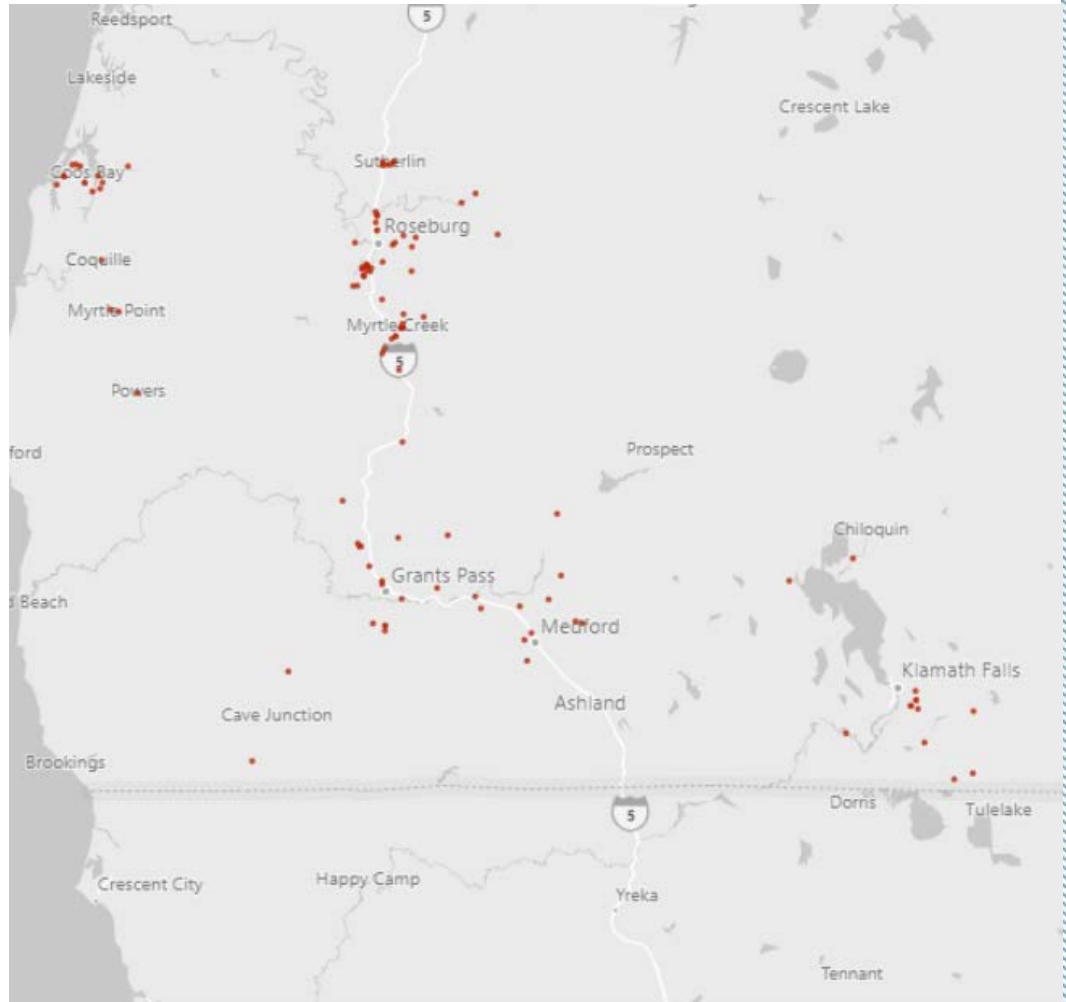 5
Reedsport
Lakeside
Crescent Lake
Sutherlin
Coos Bay
Roseburg
Coquille
Myrtle Point
Myrtle Creek
5
Powers
ford
Prospect
Chiloquin
Grants Pass
d Beach
Medford
Klamath Falls
Ashland
Cave Junction
Brookings
Dorris
Tulelake
5
Happy Camp
Crescent City
Yreka
Tennant